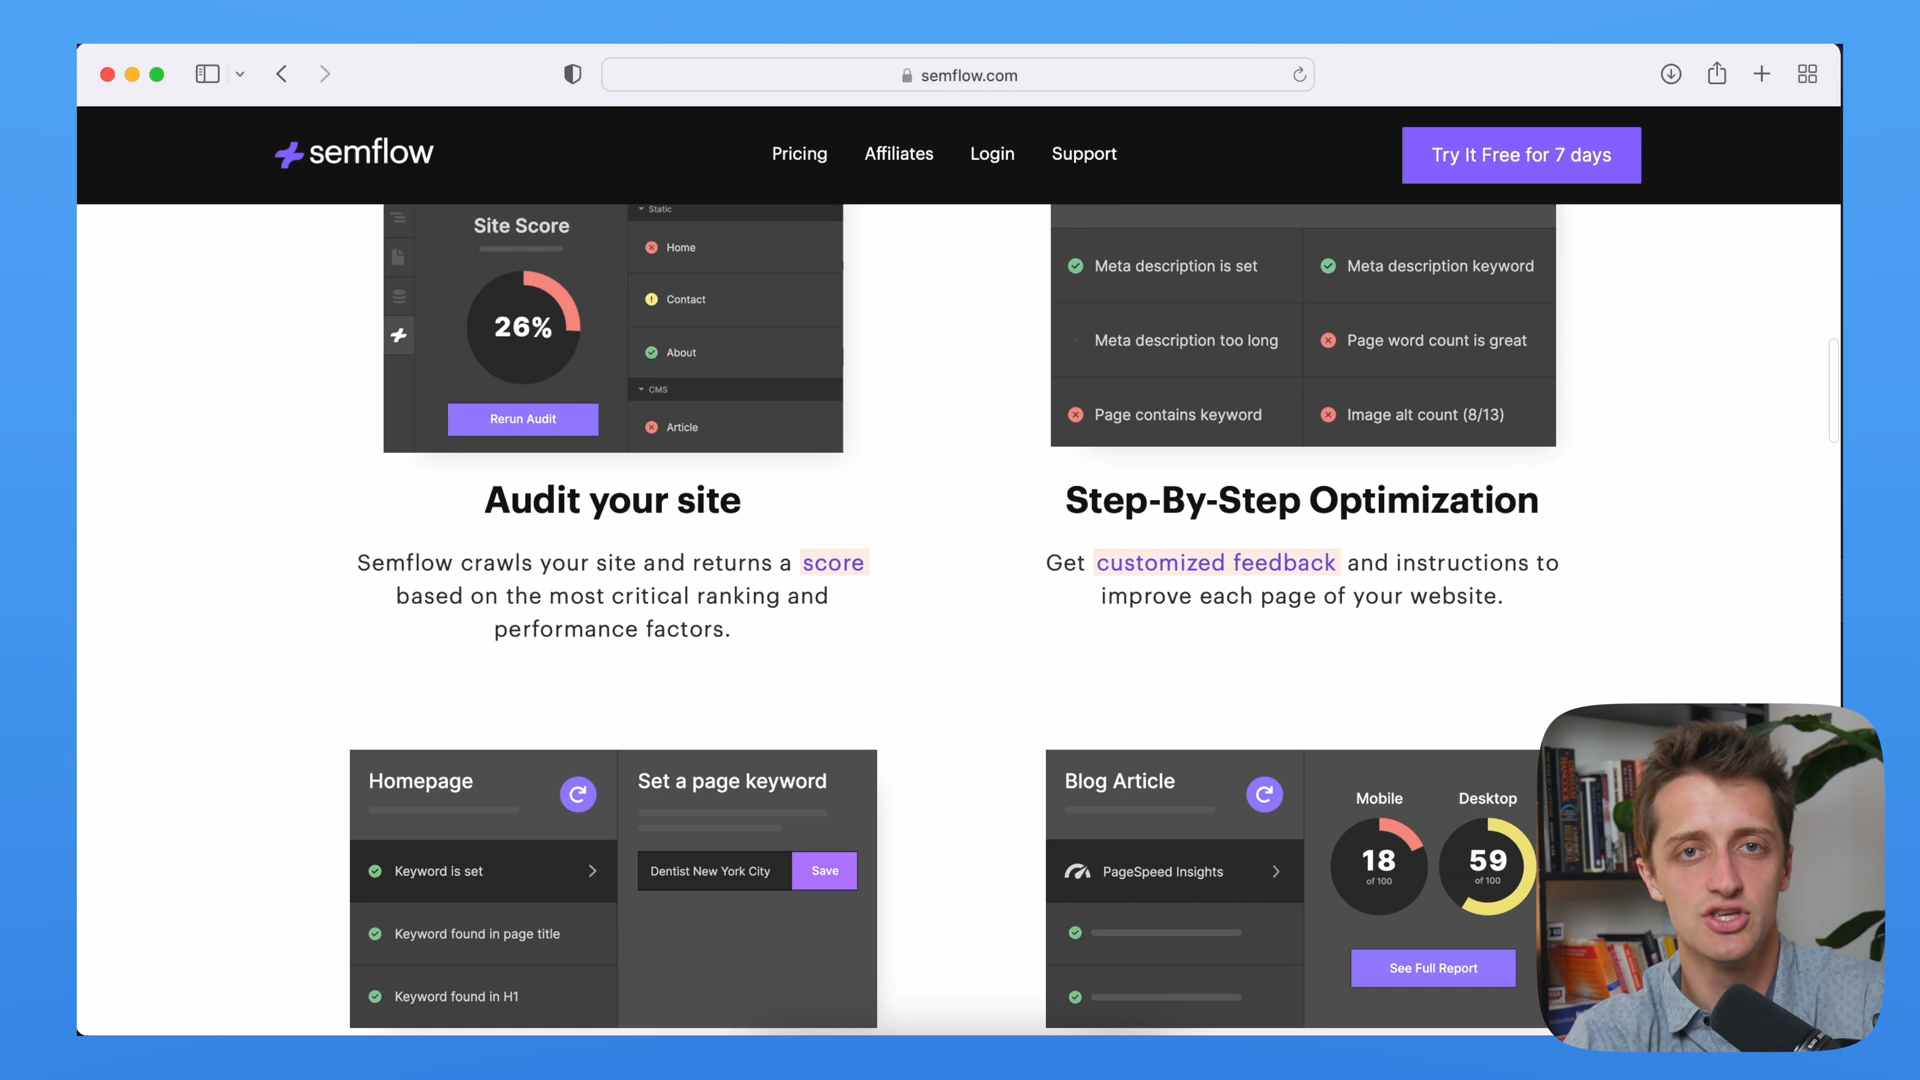 semflow.com
semflow
Pricing
Affiliates
Login
Support
Try It Free for 7 days
Site Score
26%
Rerun Audit
Static
Home
Contact
About
CMS
Article
Meta description is set
Meta description keyword
Meta description too long
Page word count is great
Page contains keyword
Image alt count (8/13)
Audit your site
Semflow crawls your site and returns a score
based on the most critical ranking and
performance factors.
Step-By-Step Optimization
Get customized feedback and instructions to
improve each page of your website.
Homepage
Keyword is set
Keyword found in page title
Keyword found in H1
Set a page keyword
Dentist New York City
Save
Blog Article
PageSpeed Insights
Mobile
Desktop
18
of 100
59
of 100
See Full Report